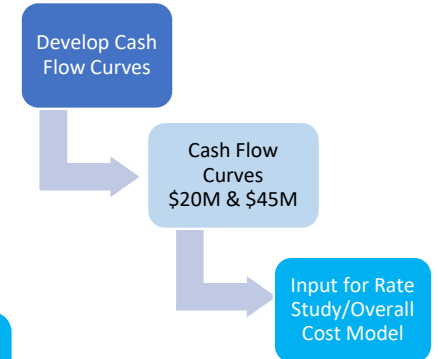 Develop Cash
Flow Curves
Cash Flow
Curves
$20M & $45M
Input for Rate
Study/Overall
Cost Model